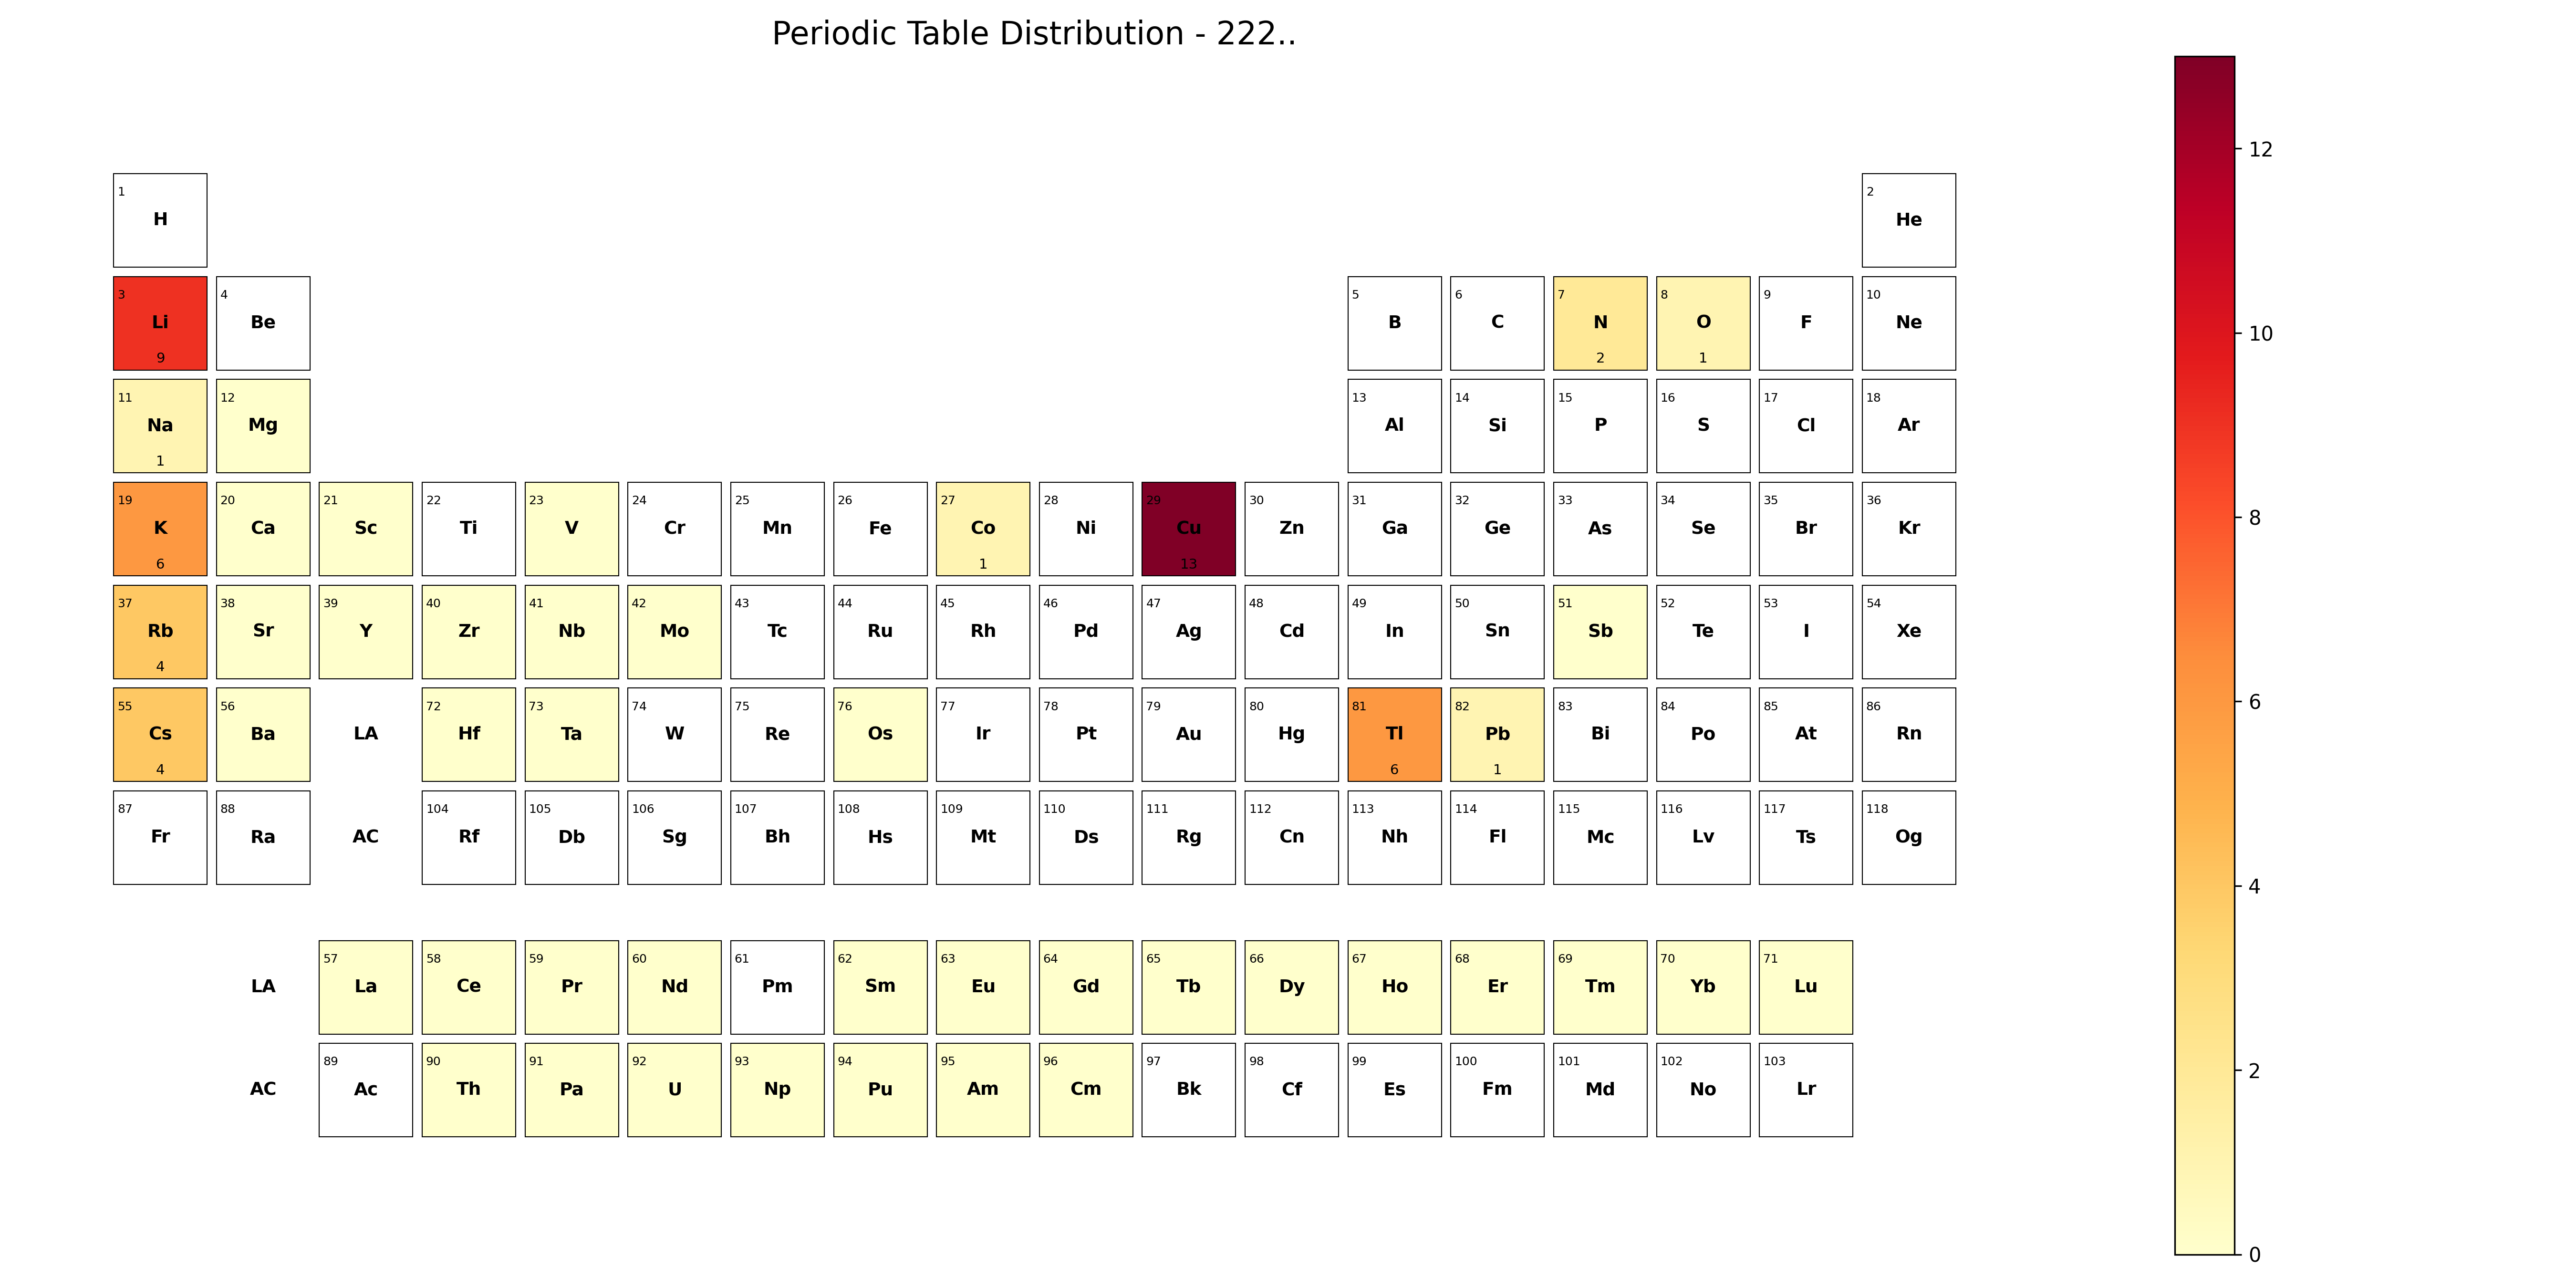 Periodic Table Distribution - 222..
1 2
H He
3 4 5 6 7 8 9 10
Li Be B C N O F Ne
9 2 1
11 12 13 14 15 16 17 18
Na Mg Al Si P S Cl Ar
1
19 20 21 22 23 24 25 26 27 28 29 30 31 32 33 34 35 36
K Ca Sc Ti V Cr Mn Fe Co Ni Cu Zn Ga Ge As Se Br Kr
6 1 13
37 38 39 40 41 42 43 44 45 46 47 48 49 50 51 52 53 54
Rb Sr Y Zr Nb Mo Tc Ru Rh Pd Ag Cd In Sn Sb Te I Xe
4
55 56 72 73 74 75 76 77 78 79 80 81 82 83 84 85 86
Cs Ba LA Hf Ta W Re Os Ir Pt Au Hg Tl Pb Bi Po At Rn
4 6 1
87 88 104 105 106 107 108 109 110 111 112 113 114 115 116 117 118
Fr Ra AC Rf Db Sg Bh Hs Mt Ds Rg Cn Nh Fl Mc Lv Ts Og
57 58 59 60 61 62 63 64 65 66 67 68 69 70 71
LA La Ce Pr Nd Pm Sm Eu Gd Tb Dy Ho Er Tm Yb Lu
89 90 91 92 93 94 95 96 97 98 99 100 101 102 103
AC Ac Th Pa U Np Pu Am Cm Bk Cf Es Fm Md No Lr
12
10
8
6
4
2
0